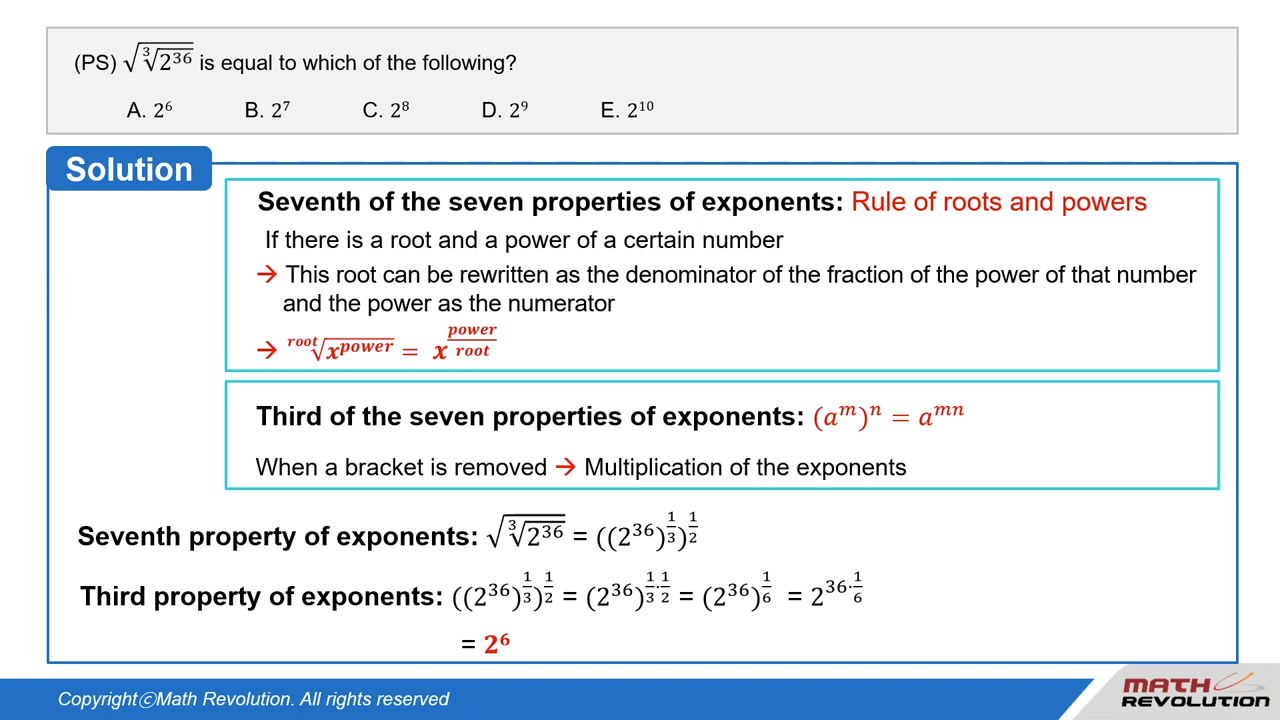 (PS) √(∛(2³⁶)) is equal to which of the following?
A. 2⁶ B. 2⁷ C. 2⁸ D. 2⁹ E. 2¹⁰
Solution
Seventh of the seven properties of exponents: Rule of roots and powers
If there is a root and a power of a certain number
→ This root can be rewritten as the denominator of the fraction of the power of that number
and the power as the numerator
→ ^{root}√(x^{power}) = x^{power/root}
Third of the seven properties of exponents: (a^m)^n = a^{mn}
When a bracket is removed → Multiplication of the exponents
Seventh property of exponents: √(∛(2³⁶)) = ((2³⁶)^{1/3})^{1/2}
Third property of exponents: ((2³⁶)^{1/3})^{1/2} = (2³⁶)^{1/3·1/2} = (2³⁶)^{1/6} = 2^{36·1/6}
= 2⁶
CopyrightⓒMath Revolution. All rights reserved
MATH
REVOLUTION